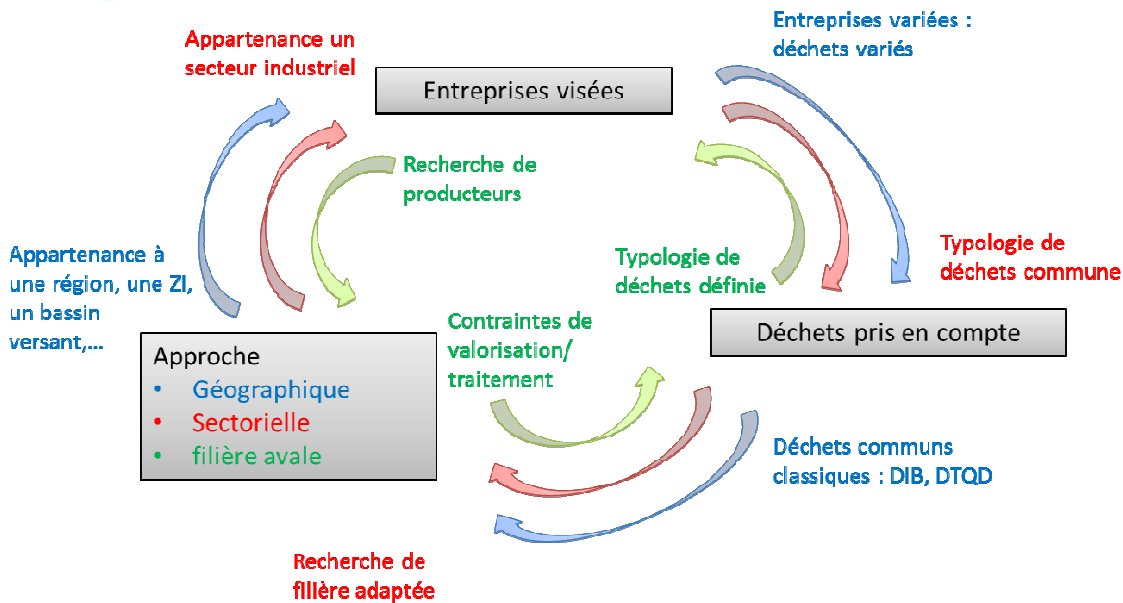 Entreprises variées :
déchets variés
Appartenance un
secteur industriel
Entreprises visées
Recherche de
producteurs
Appartenance à
une région, une ZI,
un bassin
versant,...
Typologie de
déchets définie
Typologie de
déchets commune
Contraintes de
valorisation/
traitement
Déchets pris en compte
Approche
• Géographique
• Sectorielle
• filière avale
Déchets communs
classiques : DIB, DTQD
Recherche de
filière adaptée